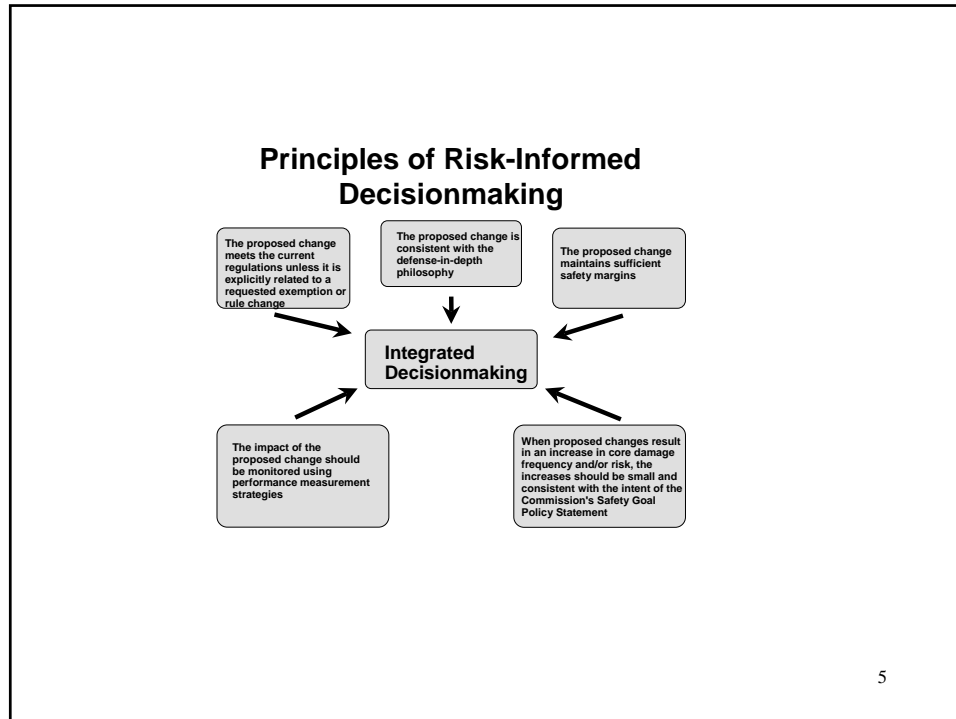 Principles of Risk-Informed
Decisionmaking
The proposed change
meets the current
regulations unless it is
explicitly related to a
requested exemption or
rule change
The proposed change is
consistent with the
defense-in-depth
philosophy
The proposed change
maintains sufficient
safety margins
Integrated
Decisionmaking
The impact of the
proposed change should
be monitored using
performance measurement
strategies
When proposed changes result
in an increase in core damage
frequency and/or risk, the
increases should be small and
consistent with the intent of the
Commission's Safety Goal
Policy Statement
5